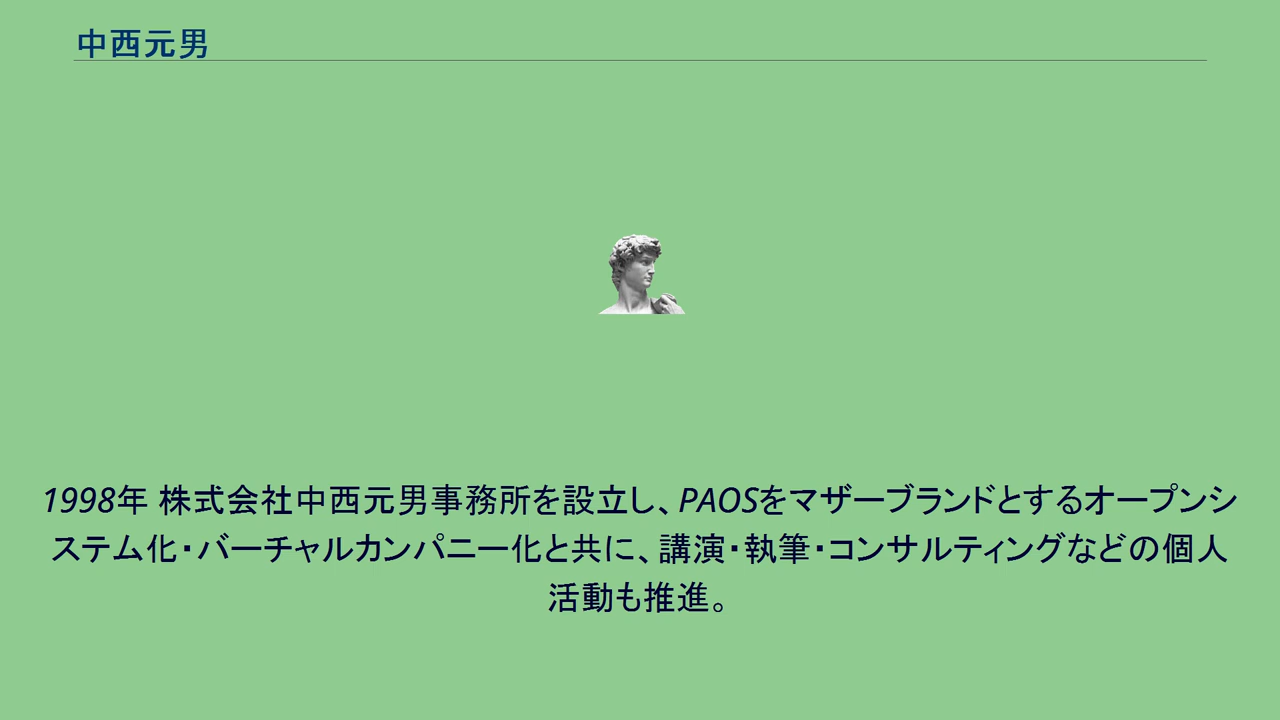 中西元男
1998年 株式会社中西元男事務所を設立し、PAOSをマザーブランドとするオープンシ
ステム化・バーチャルカンパニー化と共に、講演・執筆・コンサルティングなどの個人
活動も推進。